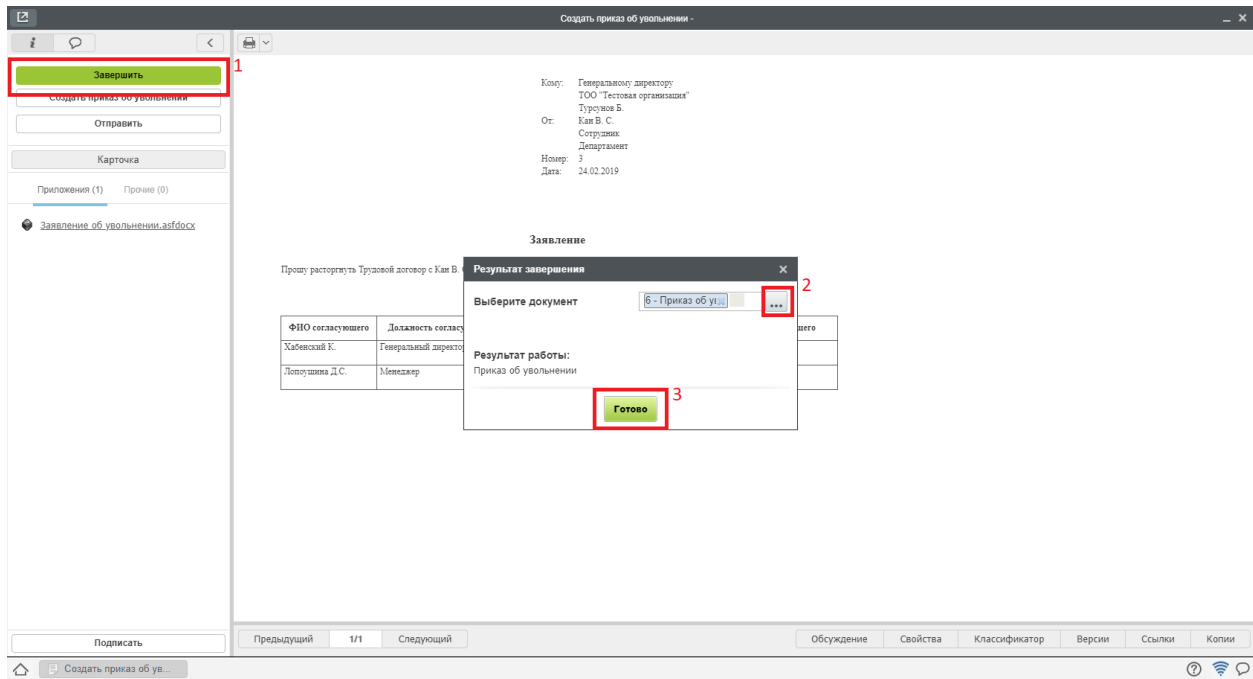 Создать приказ об увольнении -
i
Завершить
1
Создать приказ об увольнении
Отправить
Карточка
Приложения (1) Прочие (0)
Заявление об увольнении.asfdocx
Кому: Генеральному директору
ТОО "Тестовая организация"
Турсунов Б.
От: Кан В. С.
Сотрудник
Департамент
Номер: 3
Дата: 24.02.2019
Заявление
Прошу расторгнуть Трудовой договор с Кан В.
ФИО согласующего Должность согласу шего
Хабенский К. Генеральный директо
Лопоушина Д.С. Менеджер
Результат завершения
2
Выберите документ 6 - Приказ об у ...
Результат работы:
Приказ об увольнении
3
Готово
Подписать
Предыдущий 1/1 Следующий Обсуждение Свойства Классификатор Версии Ссылки Копии
Создать приказ об ув...